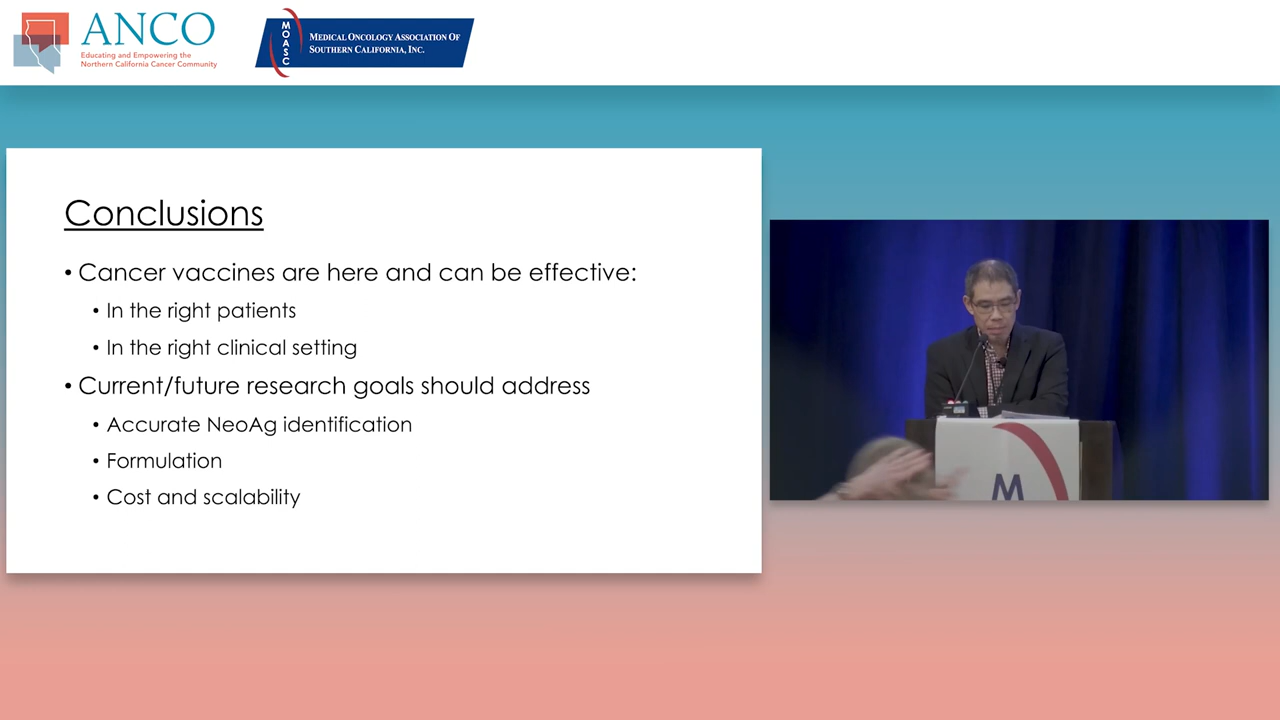 ANCO
Educating and Empowering the
Northern California Cancer Community
MOASC
MEDICAL ONCOLOGY ASSOCIATION OF
SOUTHERN CALIFORNIA, INC.
Conclusions
• Cancer vaccines are here and can be effective:
• In the right patients
• In the right clinical setting
• Current/future research goals should address
• Accurate NeoAg identification
• Formulation
• Cost and scalability
M